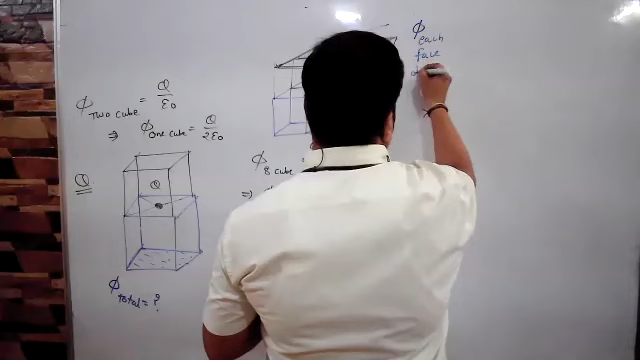 Φ Two cube = Q/ε0
⇒ Φ One cube = Q/2ε0
Q
Q
Φ total = ?
Φ 8 cube =
⇒
Φ each
face